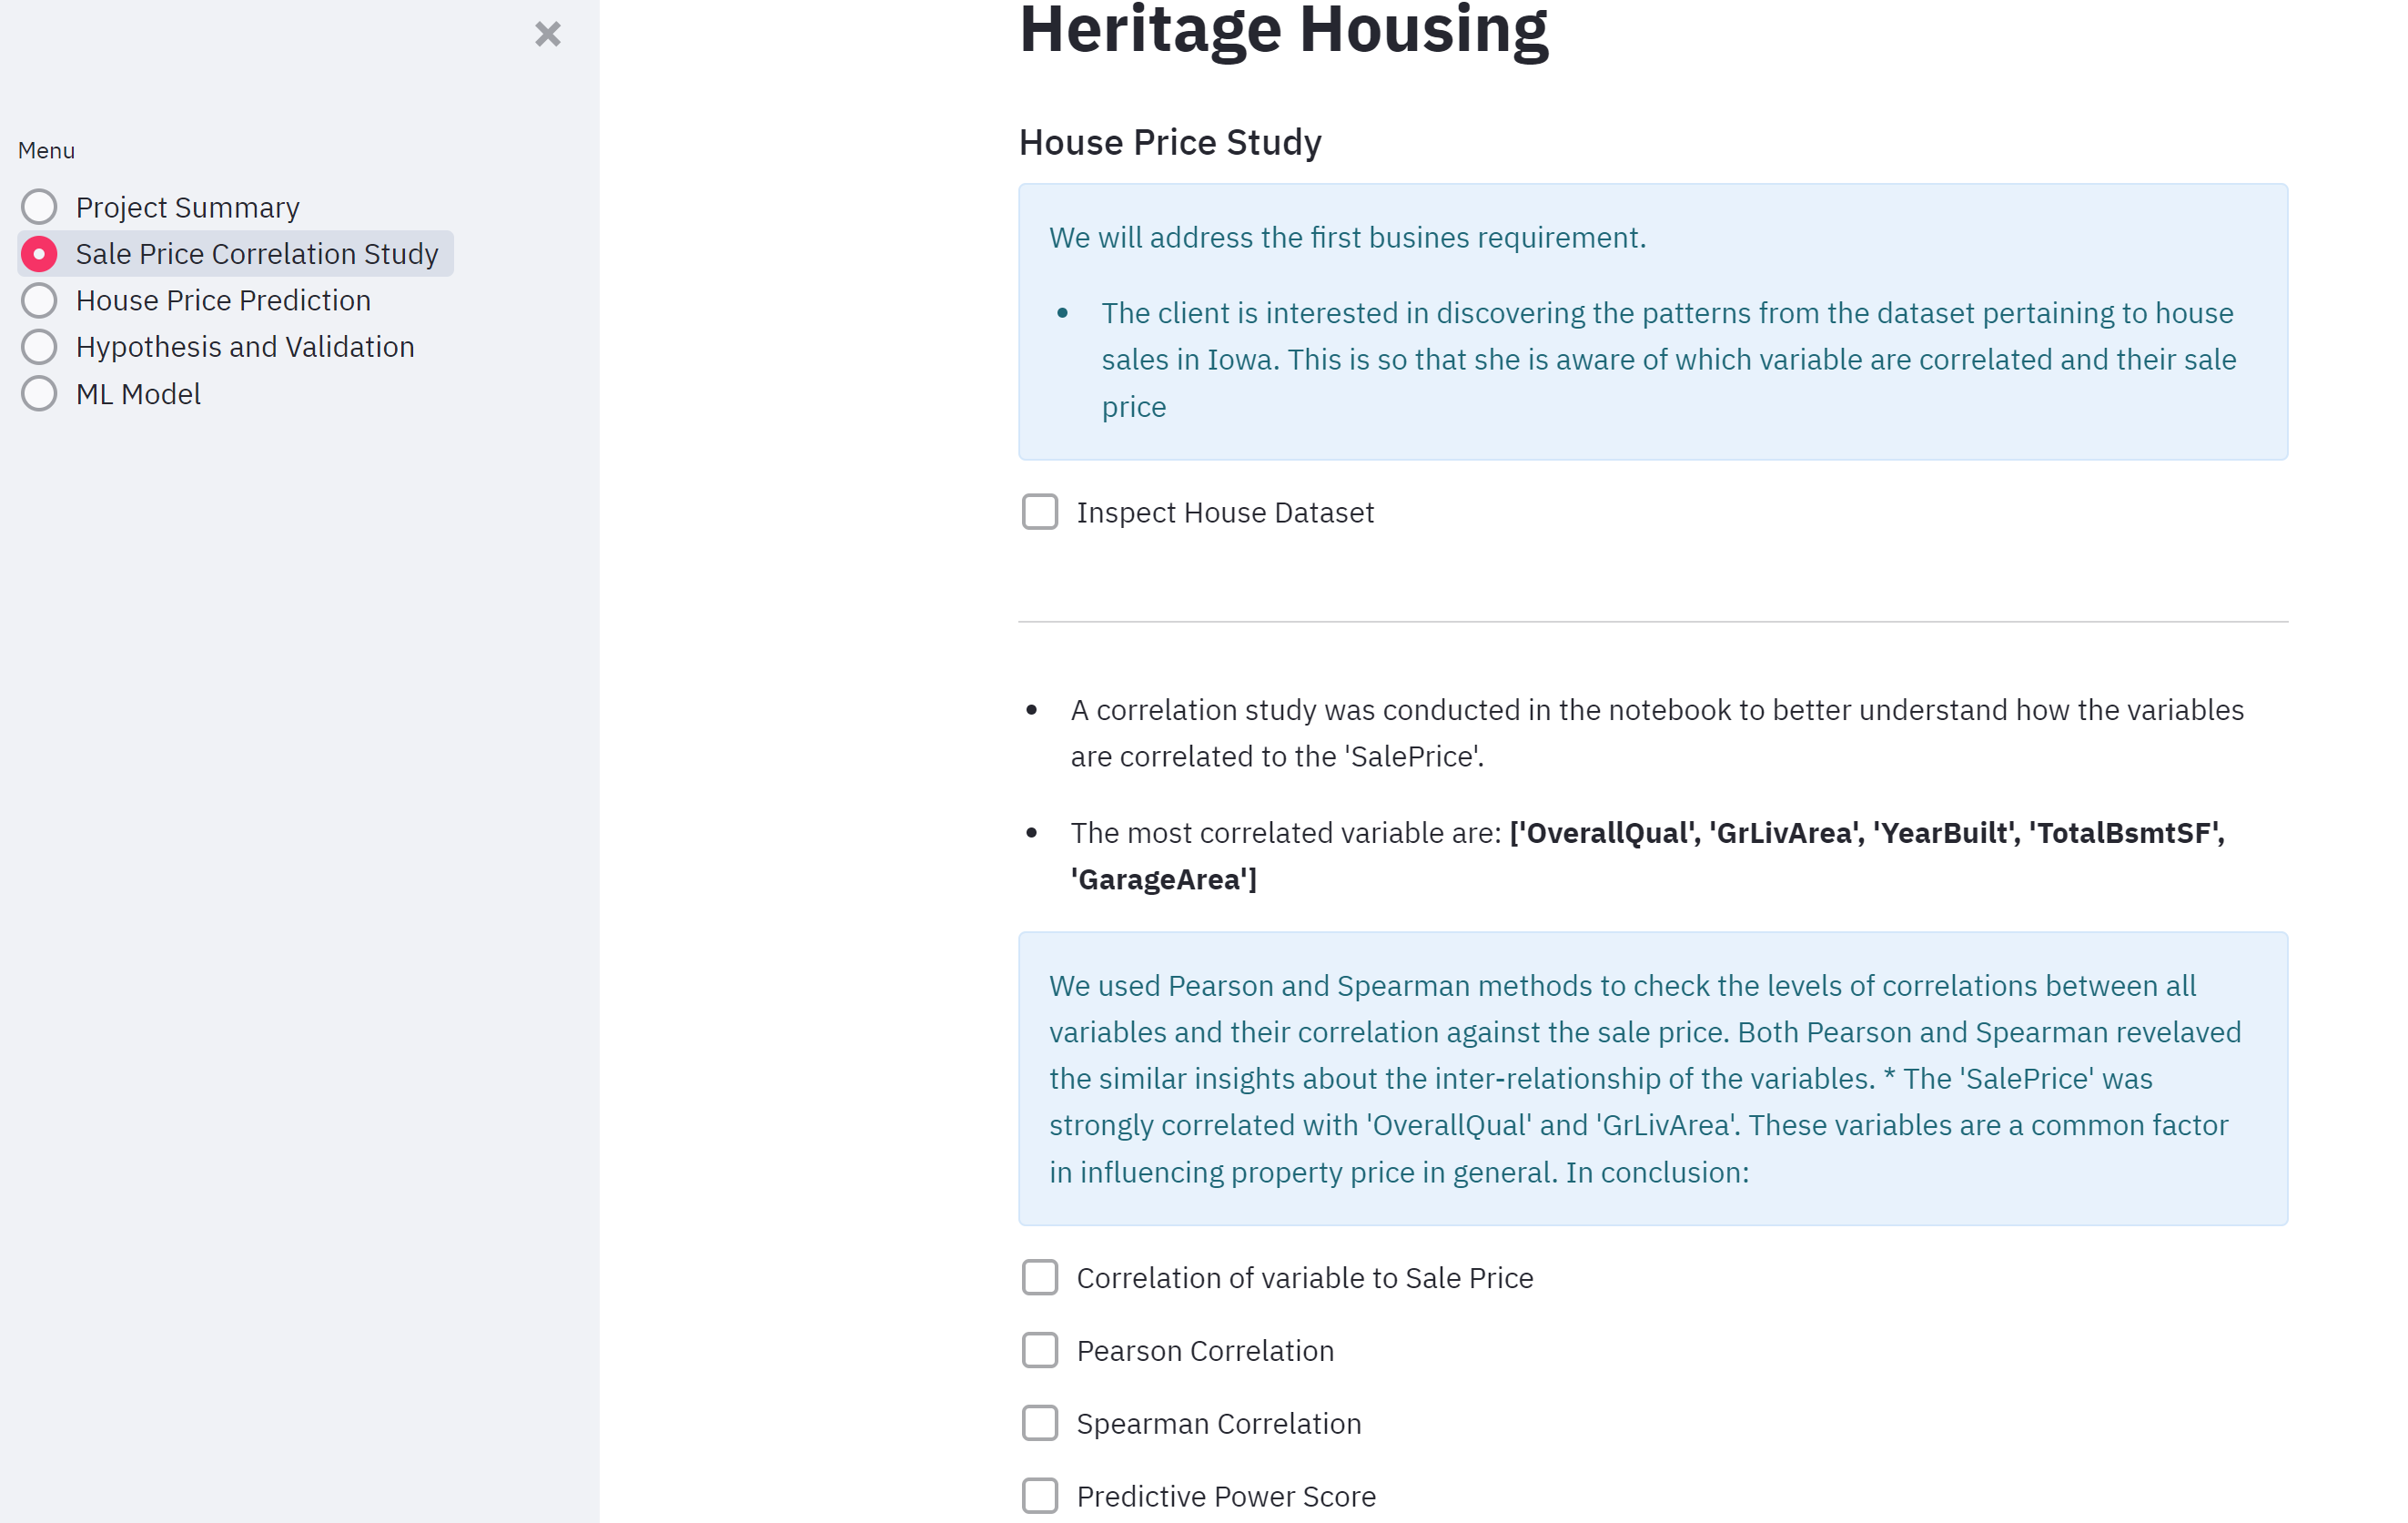 Menu
Project Summary
Sale Price Correlation Study
House Price Prediction
Hypothesis and Validation
ML Model
Heritage Housing
House Price Study
We will address the first busines requirement.
• The client is interested in discovering the patterns from the dataset pertaining to house
sales in Iowa. This is so that she is aware of which variable are correlated and their sale
price
Inspect House Dataset
• A correlation study was conducted in the notebook to better understand how the variables
are correlated to the 'SalePrice'.
• The most correlated variable are: ['OverallQual', 'GrLivArea', 'YearBuilt', 'TotalBsmtSF',
'GarageArea']
We used Pearson and Spearman methods to check the levels of correlations between all
variables and their correlation against the sale price. Both Pearson and Spearman revelaved
the similar insights about the inter-relationship of the variables. * The 'SalePrice' was
strongly correlated with 'OverallQual' and 'GrLivArea'. These variables are a common factor
in influencing property price in general. In conclusion:
Correlation of variable to Sale Price
Pearson Correlation
Spearman Correlation
Predictive Power Score